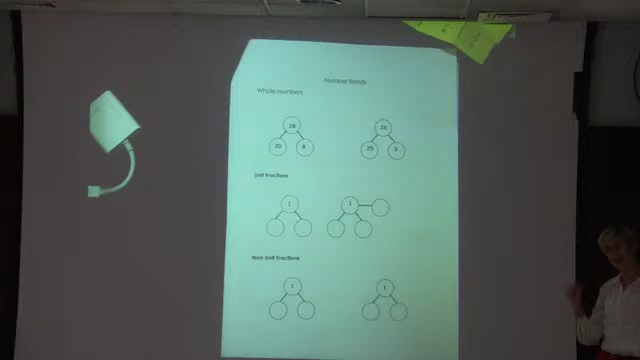 Number Bonds
Whole numbers
28 28
20 8 25 3
Unit Fractions
1 1
Non-Unit Fractions
1 1